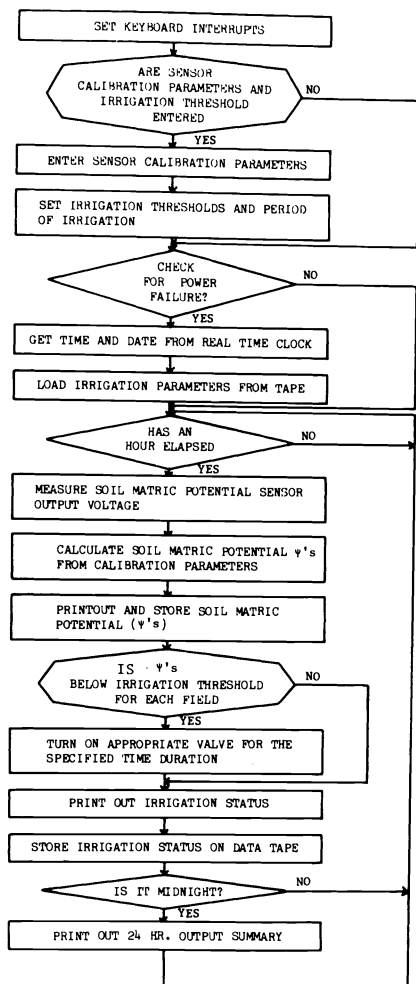 SET KEYBOARD INTERRUPTS
ARE SENSOR
CALIBRATION PARAMETERS AND
IRRIGATION THRESHOLD
ENTERED
NO
YES
ENTER SENSOR CALIBRATION PARAMETERS
SET IRRIGATION THRESHOLDS AND PERIOD
OF IRRIGATION
CHECK
FOR POWER
FAILURE?
NO
YES
GET TIME AND DATE FROM REAL TIME CLOCK
LOAD IRRIGATION PARAMETERS FROM TAPE
HAS AN
HOUR ELAPSED
NO
YES
MEASURE SOIL MATRIC POTENTIAL SENSOR
OUTPUT VOLTAGE
CALCULATE SOIL MATRIC POTENTIAL Ψ's
FROM CALIBRATION PARAMETERS
PRINTOUT AND STORE SOIL MATRIC
POTENTIAL (Ψ's)
IS Ψ's
BELOW IRRIGATION THRESHOLD
FOR EACH FIELD
NO
YES
TURN ON APPROPRIATE VALVE FOR THE
SPECIFIED TIME DURATION
PRINT OUT IRRIGATION STATUS
STORE IRRIGATION STATUS ON DATA TAPE
IS IT MIDNIGHT?
NO
YES
PRINT OUT 24 HR. OUTPUT SUMMARY